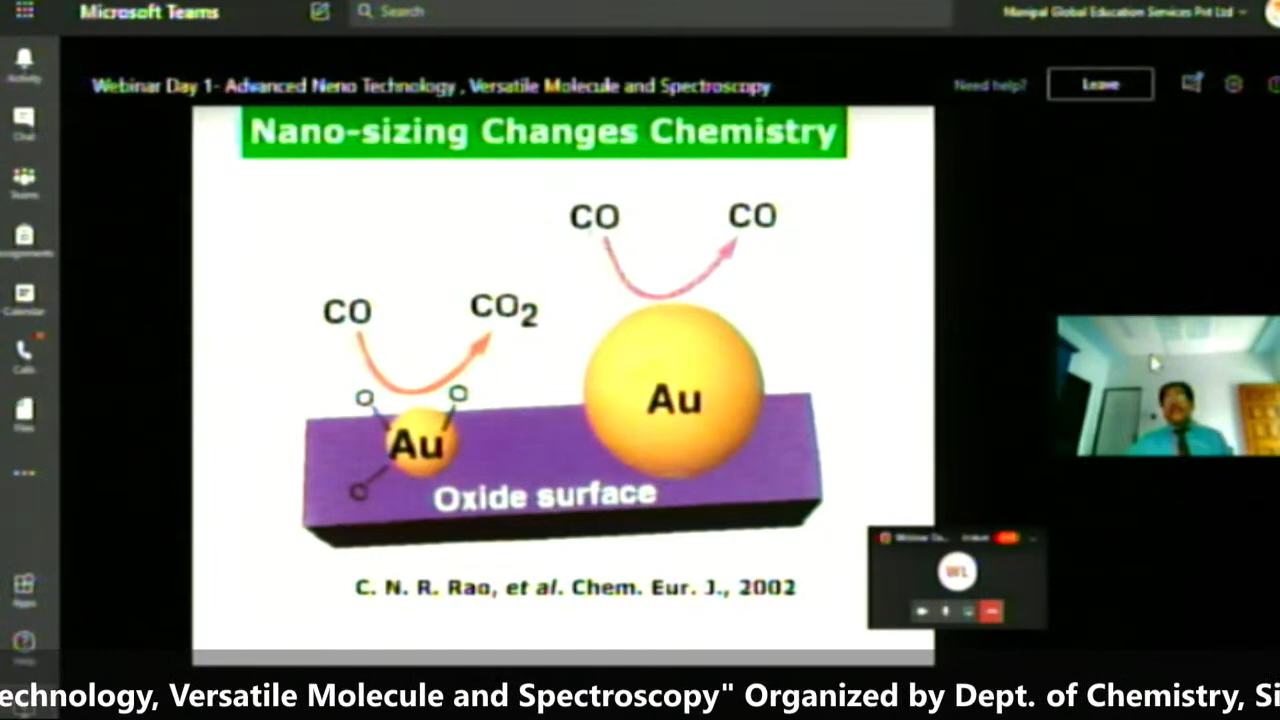 Microsoft Teams
Search
Manipal Global Education Services Pvt Ltd
Activity
Chat
Teams
Assignments
Calendar
Calls
Files
Apps
Help
Webinar Day 1- Advanced Neno Technology , Versatile Molecule and Spectroscopy
Need help?
Leave
Nano-sizing Changes Chemistry
CO CO
CO CO2
O O
Au
Au
O
Oxide surface
C. N. R. Rao, et al. Chem. Eur. J., 2002
WL
echnology, Versatile Molecule and Spectroscopy" Organized by Dept. of Chemistry, Si